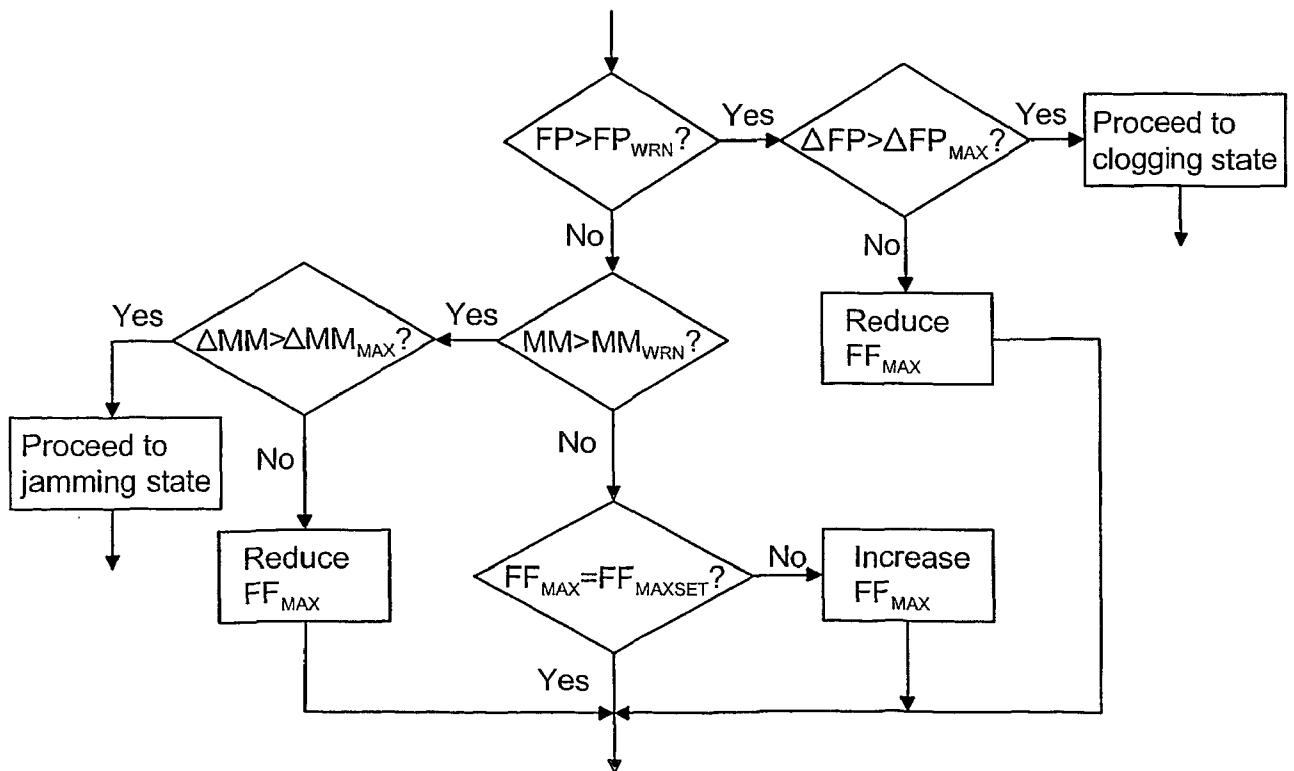 FP>FP_WRN?
Yes
ΔFP>ΔFP_MAX?
Yes
Proceed to
clogging state
No
No
Yes
ΔMM>ΔMM_MAX?
Yes
MM>MM_WRN?
Reduce
FF_MAX
Proceed to
jamming state
No
No
Reduce
FF_MAX
FF_MAX=FF_MAXSET?
No
Increase
FF_MAX
Yes